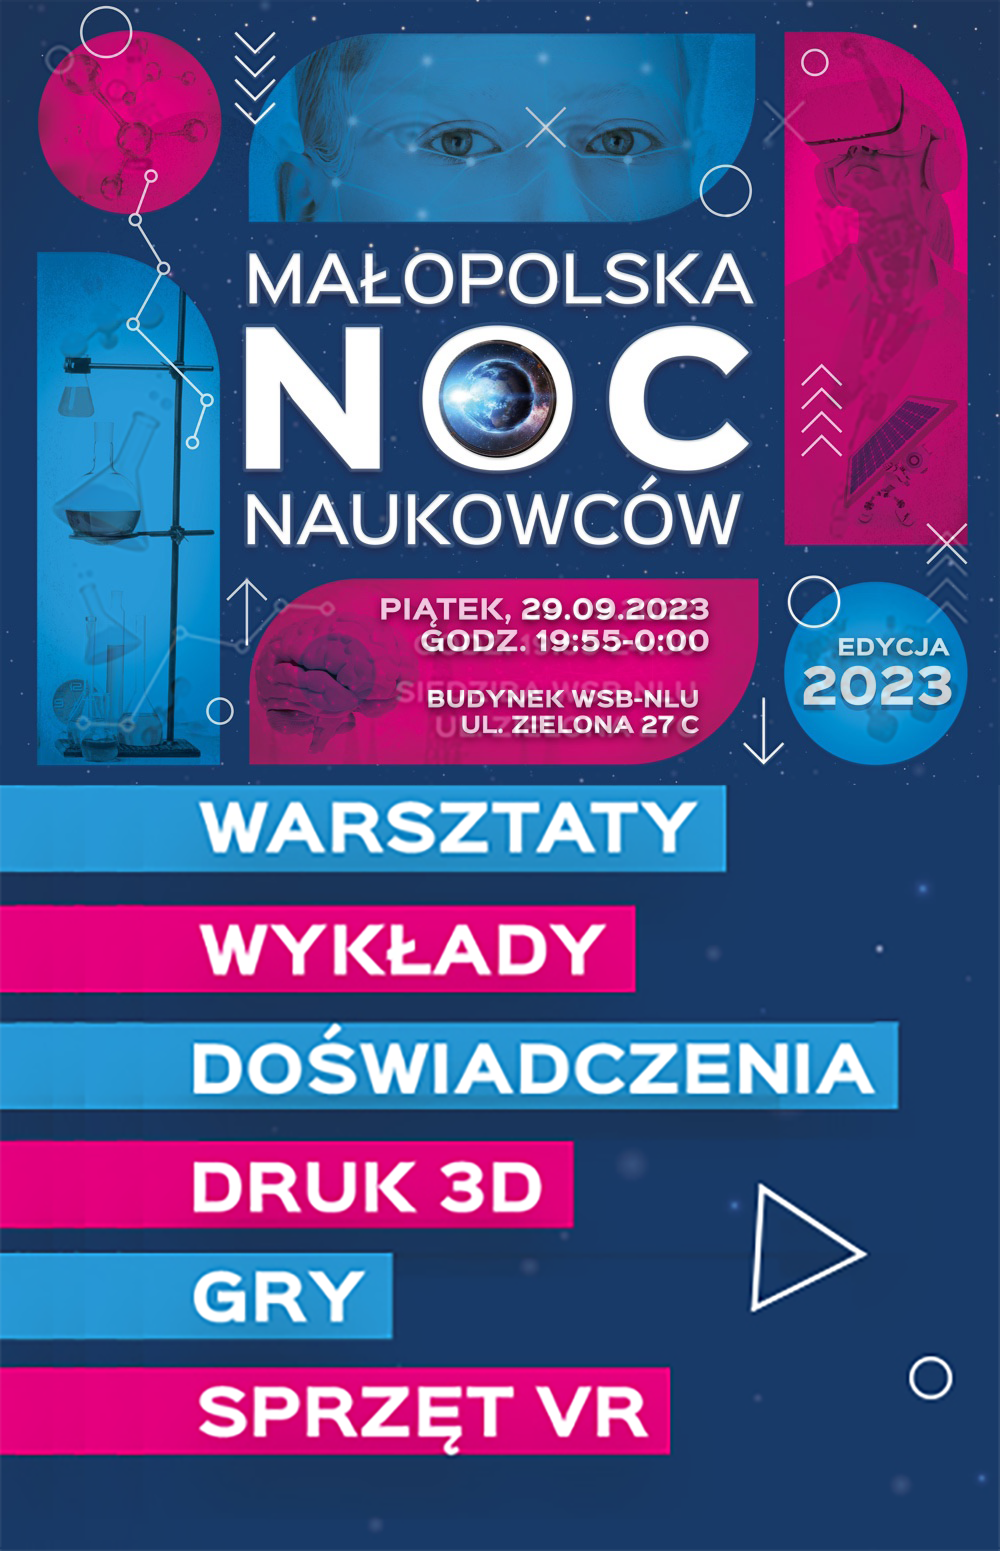 MAŁOPOLSKA
NOC
NAUKOWCÓW
PIĄTEK, 29.09.2023
GODZ. 19:55-0:00
BUDYNEK WSB-NLU
UL. ZIELONA 27 C
EDYCJA
2023
WARSZTATY
WYKŁADY
DOŚWIADCZENIA
DRUK 3D
GRY
SPRZĘT VR